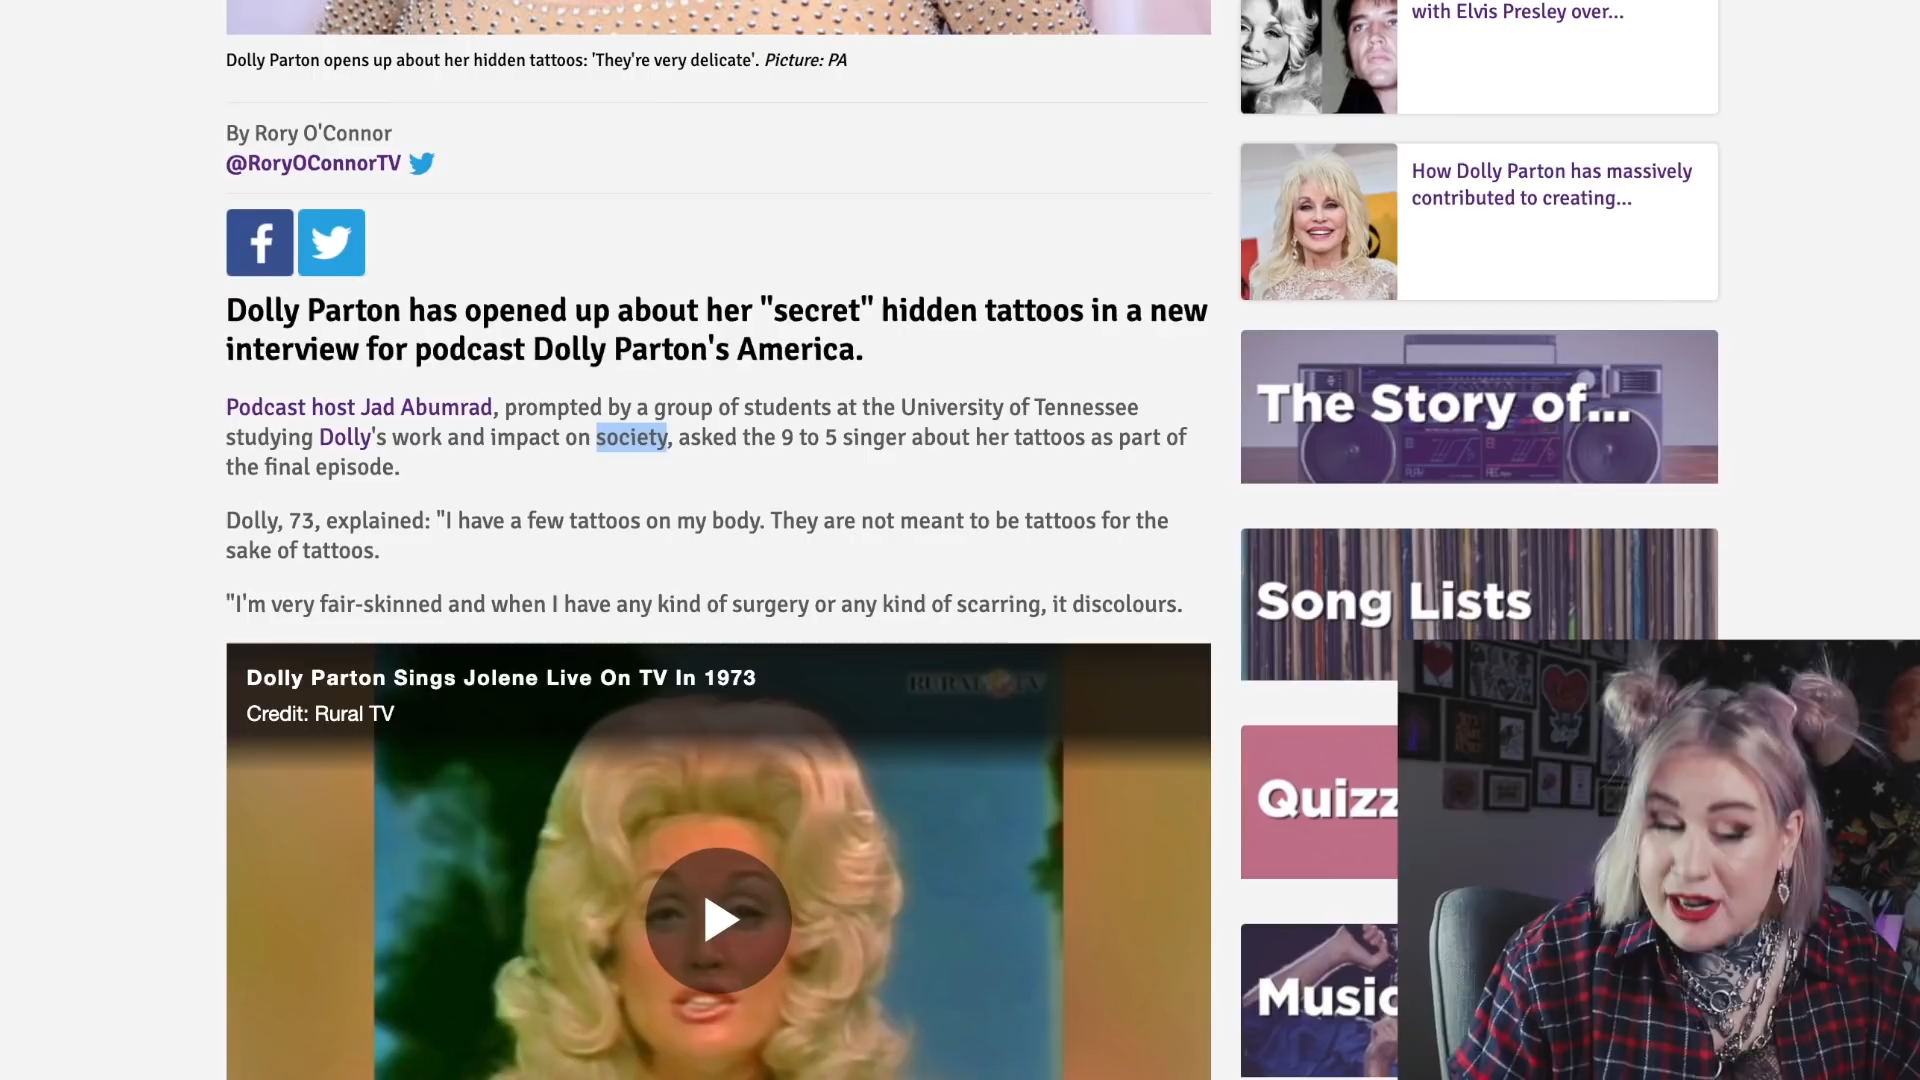 with Elvis Presley over...
Dolly Parton opens up about her hidden tattoos: 'They're very delicate'. Picture: PA
By Rory O'Connor
@RoryOConnorTV
How Dolly Parton has massively
contributed to creating...
Dolly Parton has opened up about her "secret" hidden tattoos in a new
interview for podcast Dolly Parton's America.
Podcast host Jad Abumrad, prompted by a group of students at the University of Tennessee
studying Dolly's work and impact on society, asked the 9 to 5 singer about her tattoos as part of
the final episode.
Dolly, 73, explained: "I have a few tattoos on my body. They are not meant to be tattoos for the
sake of tattoos.
"I'm very fair-skinned and when I have any kind of surgery or any kind of scarring, it discolours.
The Story of...
Song Lists
Dolly Parton Sings Jolene Live On TV In 1973
Credit: Rural TV
RURAL TV
Quizz
Music